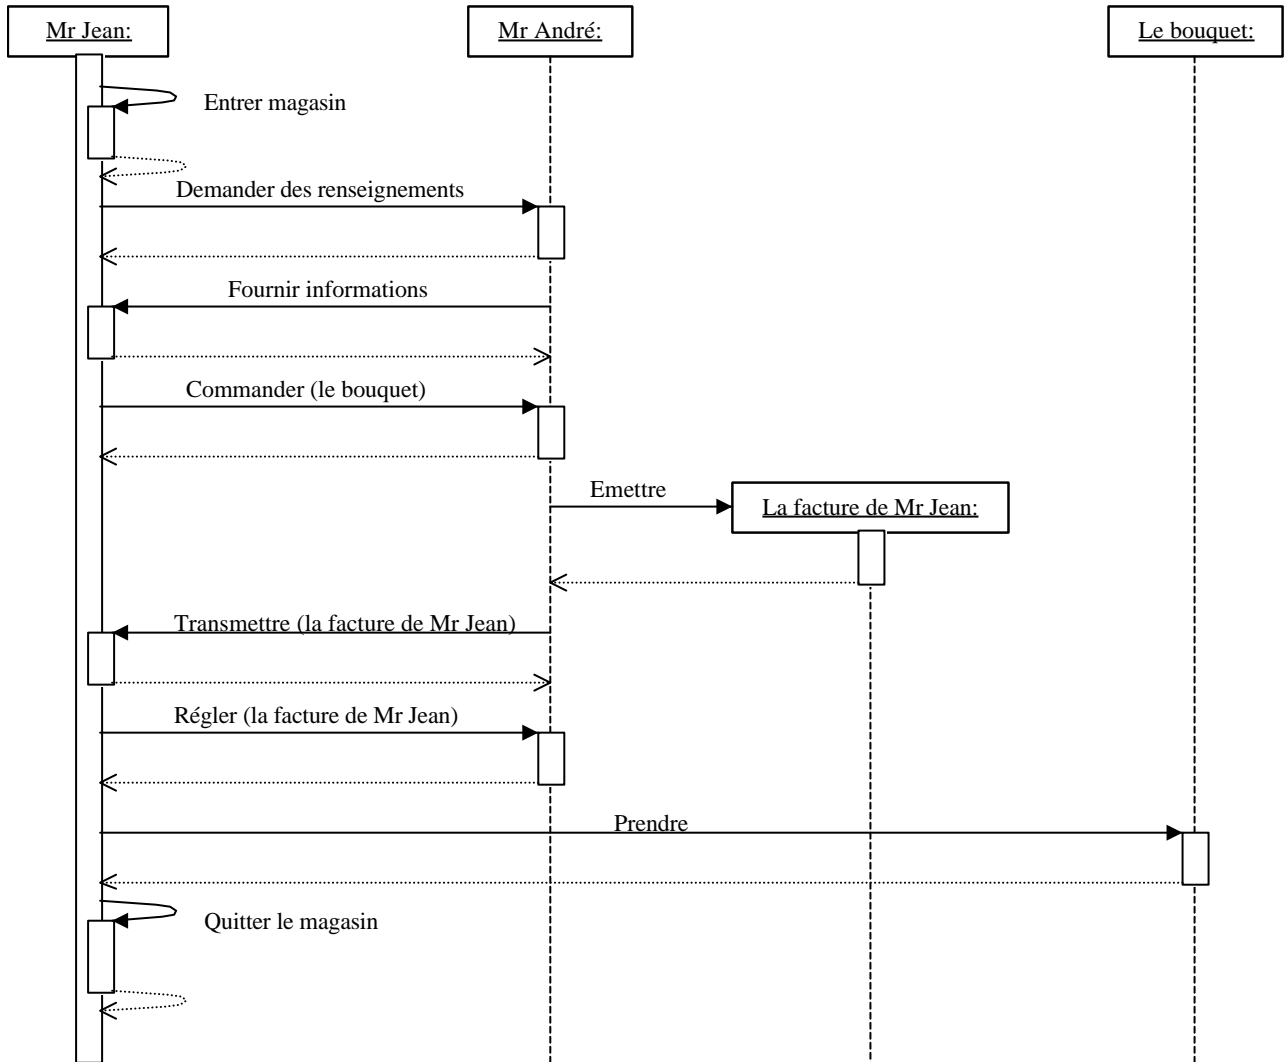 Mr Jean:
Mr André:
Le bouquet:
Entrer magasin
Demander des renseignements
Fournir informations
Commander (le bouquet)
Emettre
La facture de Mr Jean:
Transmettre (la facture de Mr Jean)
Régler (la facture de Mr Jean)
Prendre
Quitter le magasin